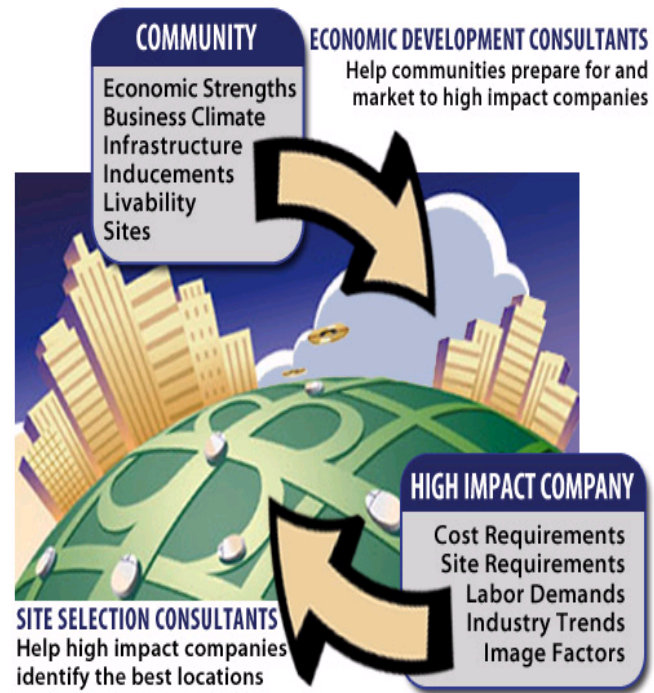 COMMUNITY
Economic Strengths
Business Climate
Infrastructure
Inducements
Livability
Sites
ECONOMIC DEVELOPMENT CONSULTANTS
Help communities prepare for and
market to high impact companies
HIGH IMPACT COMPANY
Cost Requirements
Site Requirements
Labor Demands
Industry Trends
Image Factors
SITE SELECTION CONSULTANTS
Help high impact companies
identify the best locations